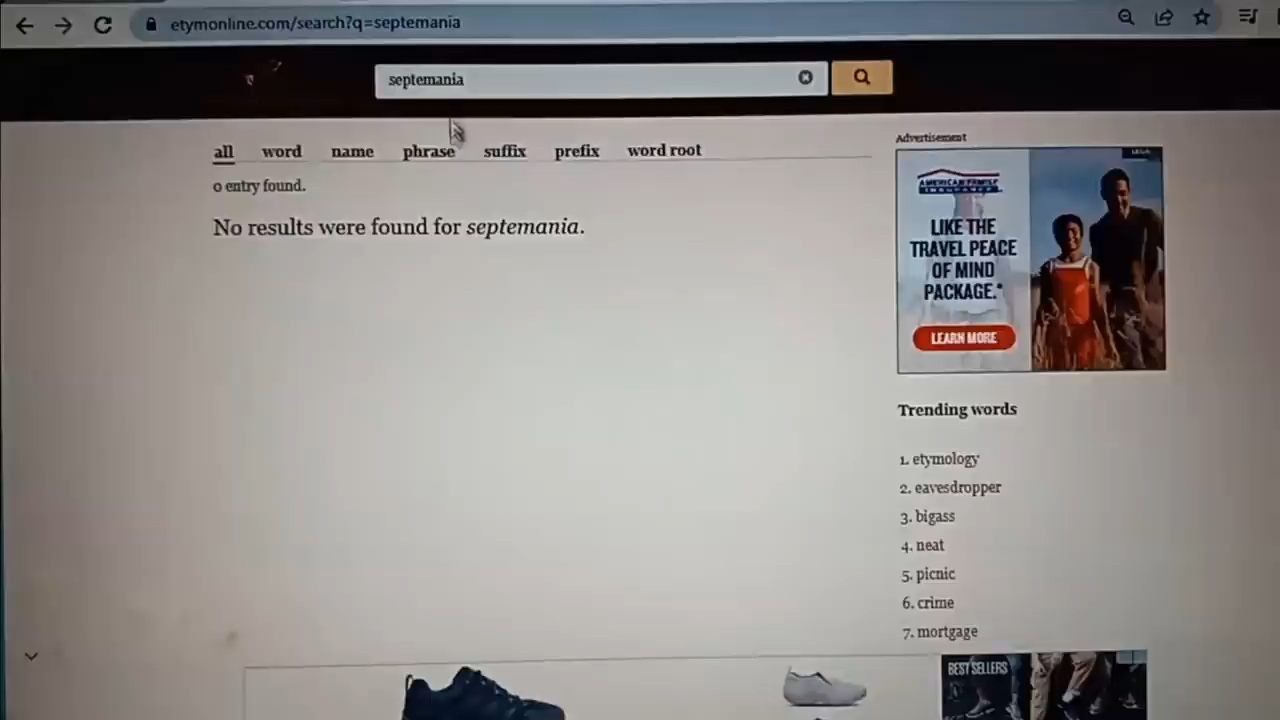 etymonline.com/search?q=septemania
septemania
all word name phrase suffix prefix word root
0 entry found.
No results were found for septemania.
Advertisement
AMERICAN FAMILY
INSURANCE
LIKE THE
TRAVEL PEACE
OF MIND
PACKAGE.*
LEARN MORE
Trending words
1. etymology
2. eavesdropper
3. bigass
4. neat
5. picnic
6. crime
7. mortgage
BEST SELLERS